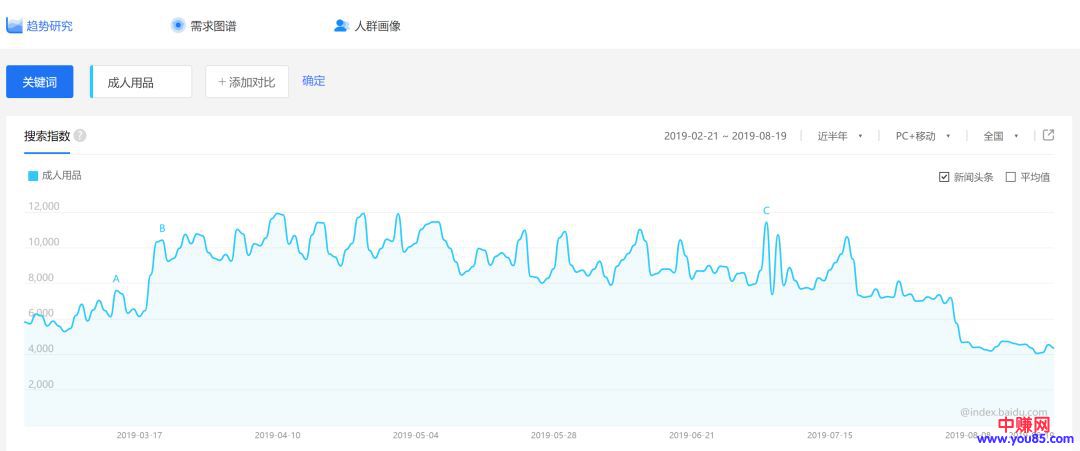 趋势研究
需求图谱
人群画像
关键词
成人用品
+ 添加对比
确定
搜索指数 ?
2019-02-21 ~ 2019-08-19
近半年
PC+移动
全国
成人用品
新闻头条
平均值
12,000
10,000
8,000
6,000
4,000
2,000
A
B
C
@index.baidu.com
2019-03-17
2019-04-10
2019-05-04
2019-05-28
2019-06-21
2019-07-15
2019-08-08
中赚网
www.you85.com